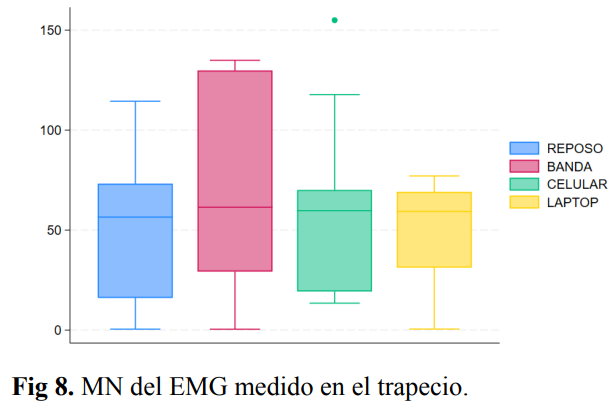 150
100
50
0
REPOSO
BANDA
CELULAR
LAPTOP
Fig 8. MN del EMG medido en el trapecio.